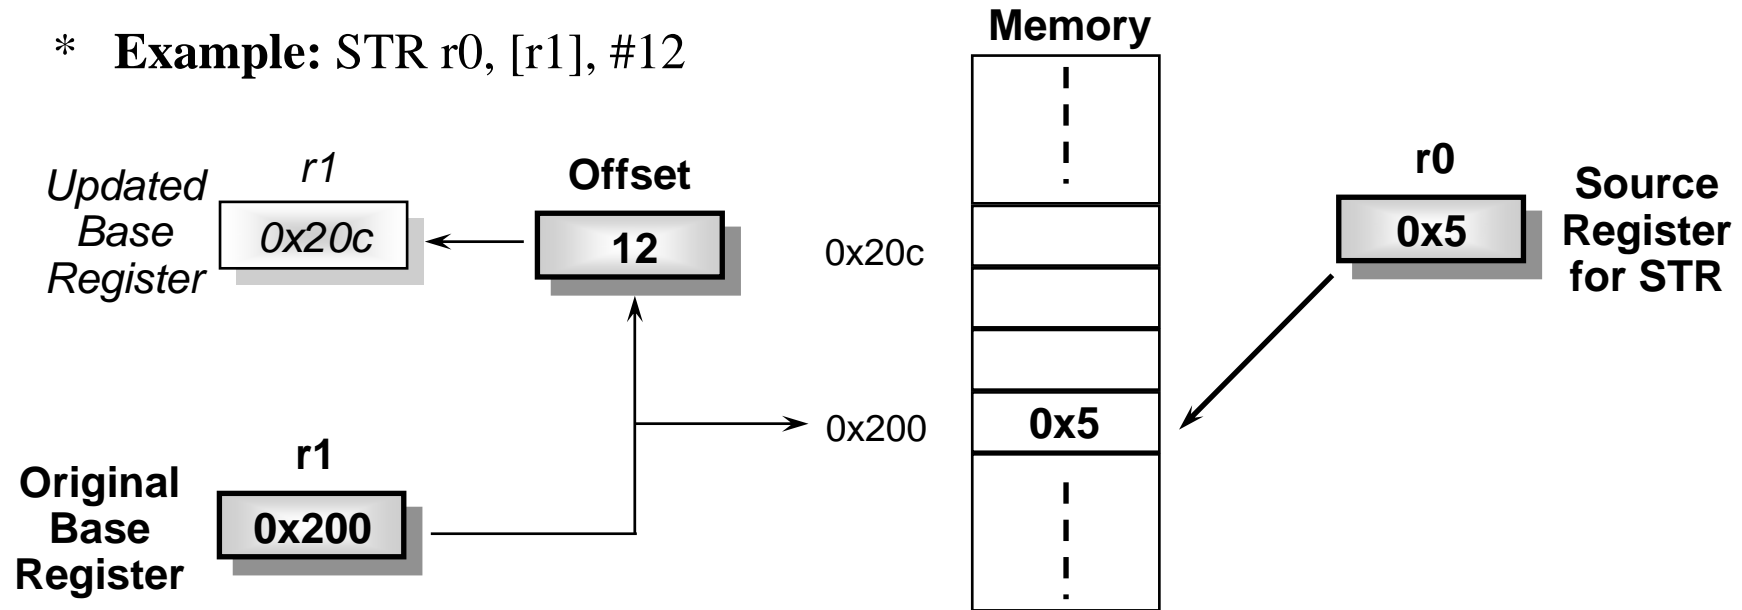 * Example: STR r0, [r1], #12
Memory
r1
Updated
Base
Register
0x20c
Offset
12
0x20c
r0
0x5
Source
Register
for STR
0x200
0x5
r1
Original
Base
Register
0x200